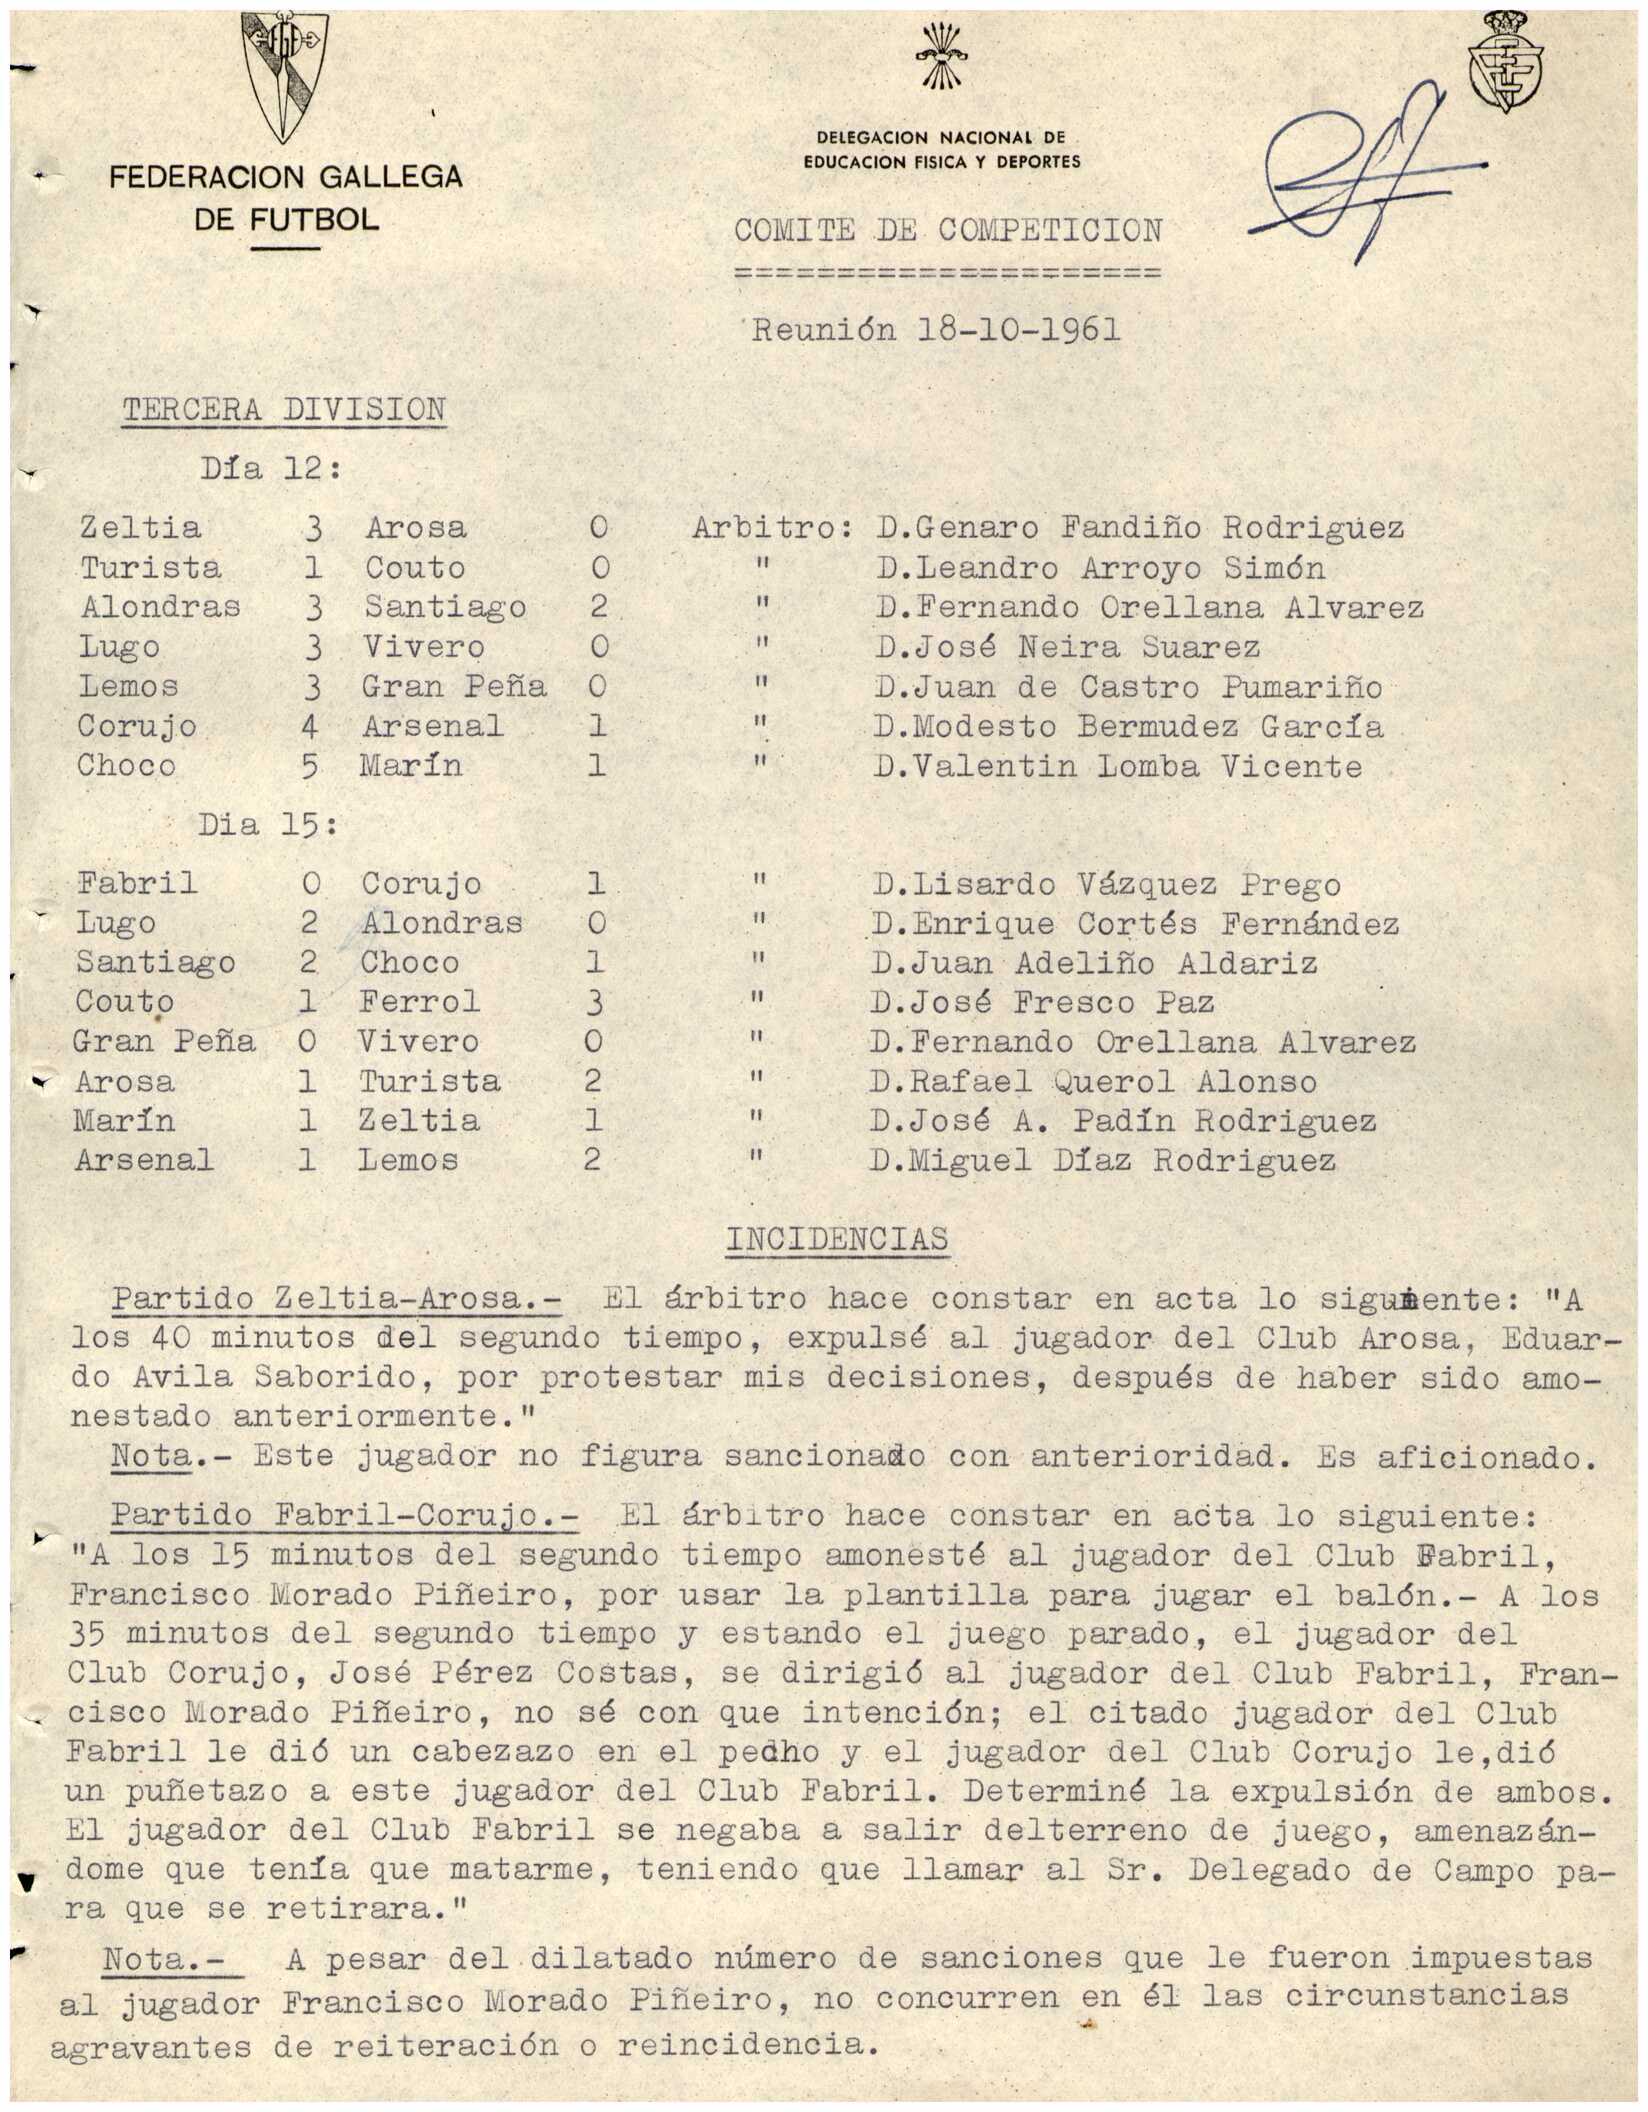 FEDERACION GALLEGA
DE FUTBOL
DELEGACION NACIONAL DE
EDUCACION FISICA Y DEPORTES
COMITE DE COMPETICION
=====================
Reunión 18-10-1961
TERCERA DIVISION
Día 12:
Zeltia 3 Arosa 0 Arbitro: D.Genaro Fandiño Rodriguez
Turista 1 Couto 0 " D.Leandro Arroyo Simón
Alondras 3 Santiago 2 " D.Fernando Orellana Alvarez
Lugo 3 Vivero 0 " D.José Neira Suarez
Lemos 3 Gran Peña 0 " D.Juan de Castro Pumariño
Corujo 4 Arsenal 1 " D.Modesto Bermudez García
Choco 5 Marín 1 " D.Valentin Lomba Vicente
Dia 15:
Fabril 0 Corujo 1 " D.Lisardo Vázquez Prego
Lugo 2 Alondras 0 " D.Enrique Cortés Fernández
Santiago 2 Choco 1 " D.Juan Adeliño Aldariz
Couto 1 Ferrol 3 " D.José Fresco Paz
Gran Peña 0 Vivero 0 " D.Fernando Orellana Alvarez
Arosa 1 Turista 2 " D.Rafael Querol Alonso
Marín 1 Zeltia 1 " D.José A. Padín Rodriguez
Arsenal 1 Lemos 2 " D.Miguel Díaz Rodriguez
INCIDENCIAS
Partido Zeltia-Arosa.- El árbitro hace constar en acta lo siguiente: "A
los 40 minutos del segundo tiempo, expulsé al jugador del Club Arosa, Eduar-
do Avila Saborido, por protestar mis decisiones, después de haber sido amo-
nestado anteriormente."
Nota.- Este jugador no figura sancionado con anterioridad. Es aficionado.
Partido Fabril-Corujo.- El árbitro hace constar en acta lo siguiente:
"A los 15 minutos del segundo tiempo amonesté al jugador del Club Fabril,
Francisco Morado Piñeiro, por usar la plantilla para jugar el balón.- A los
35 minutos del segundo tiempo y estando el juego parado, el jugador del
Club Corujo, José Pérez Costas, se dirigió al jugador del Club Fabril, Fran-
cisco Morado Piñeiro, no sé con que intención; el citado jugador del Club
Fabril le dió un cabezazo en el pecho y el jugador del Club Corujo le,dió
un puñetazo a este jugador del Club Fabril. Determiné la expulsión de ambos.
El jugador del Club Fabril se negaba a salir delterreno de juego, amenazán-
dome que tenía que matarme, teniendo que llamar al Sr. Delegado de Campo pa-
ra que se retirara."
Nota.- A pesar del dilatado número de sanciones que le fueron impuestas
al jugador Francisco Morado Piñeiro, no concurren en él las circunstancias
agravantes de reiteración o reincidencia.